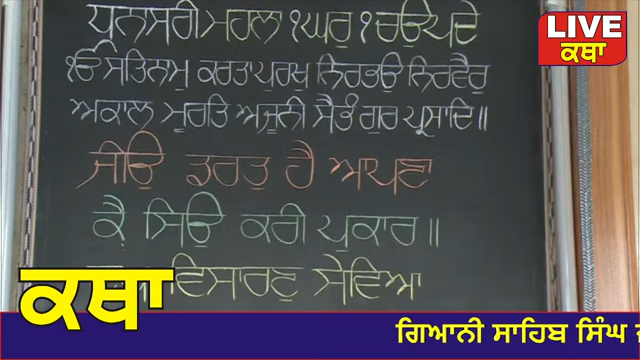 ਧਨਾਸਰੀ ਮਹਲਾ ੧ ਘਰੁ ੧ ਚਉਪਦੇ
ੴ ਸਤਿਨਾਮੁ ਕਰਤਾ ਪੁਰਖੁ ਨਿਰਭਉ ਨਿਰਵੈਰੁ
ਅਕਾਲ ਮੂਰਤਿ ਅਜੂਨੀ ਸੈਭੰ ਗੁਰ ਪ੍ਰਸਾਦਿ॥
ਜੀਉ ਡਰਤੁ ਹੈ ਆਪਣਾ
ਕੈ ਸਿਉ ਕਰੀ ਪੁਕਾਰ॥
ਵਿਸਾਰਣੁ ਸੇਵਿਆ
LIVE
ਕਥਾ
ਕਥਾ
ਗਿਆਨੀ ਸਾਹਿਬ ਸਿੰਘ